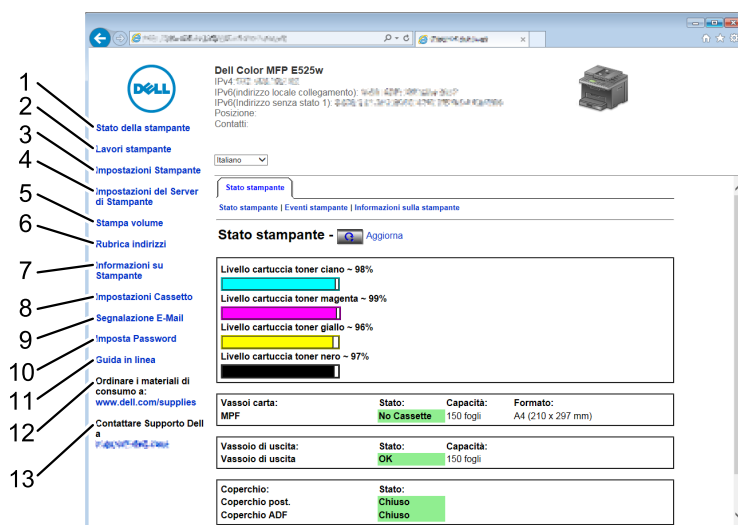 DELL
Dell Color MFP E525w
IPv4:
IPv6(indirizzo locale collegamento):
IPv6(Indirizzo senza stato 1):
Posizione:
Contatti:
Italiano
1
2
3
4
5
6
7
8
9
10
11
12
13
Stato della stampante
Lavori stampante
Impostazioni Stampante
Impostazioni del Server
di Stampante
Stampa volume
Rubrica indirizzi
Informazioni su
Stampante
Impostazioni Cassetto
Segnalazione E-Mail
Imposta Password
Guida in linea
Ordinare i materiali di
consumo a:
www.dell.com/supplies
Contattare Supporto Dell
a
Stato stampante
Stato stampante | Eventi stampante | Informazioni sulla stampante
Stato stampante - Aggiorna
Livello cartuccia toner ciano ~ 98%
Livello cartuccia toner magenta ~ 99%
Livello cartuccia toner giallo ~ 96%
Livello cartuccia toner nero ~ 97%
Vassoi carta: Stato: Capacità: Formato:
MPF No Cassette 150 fogli A4 (210 x 297 mm)
Vassoio di uscita: Stato: Capacità:
Vassoio di uscita OK 150 fogli
Coperchio: Stato:
Coperchio post. Chiuso
Coperchio ADF Chiuso